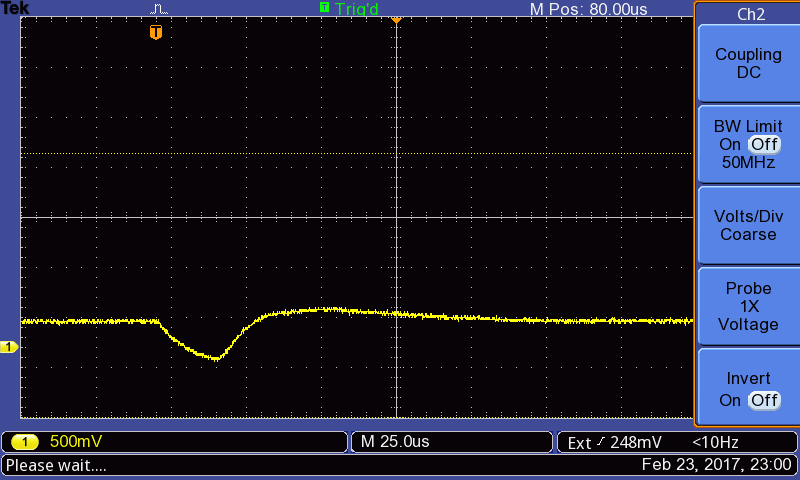 Tek
T Trig'd
M Pos: 80.00us
T
Ch2
Coupling
DC
BW Limit
On Off
50MHz
Volts/Div
Coarse
Probe
1X
Voltage
Invert
On Off
1
1 500mV
M 25.0us
Ext 248mV <10Hz
Please wait....
Feb 23, 2017, 23:00